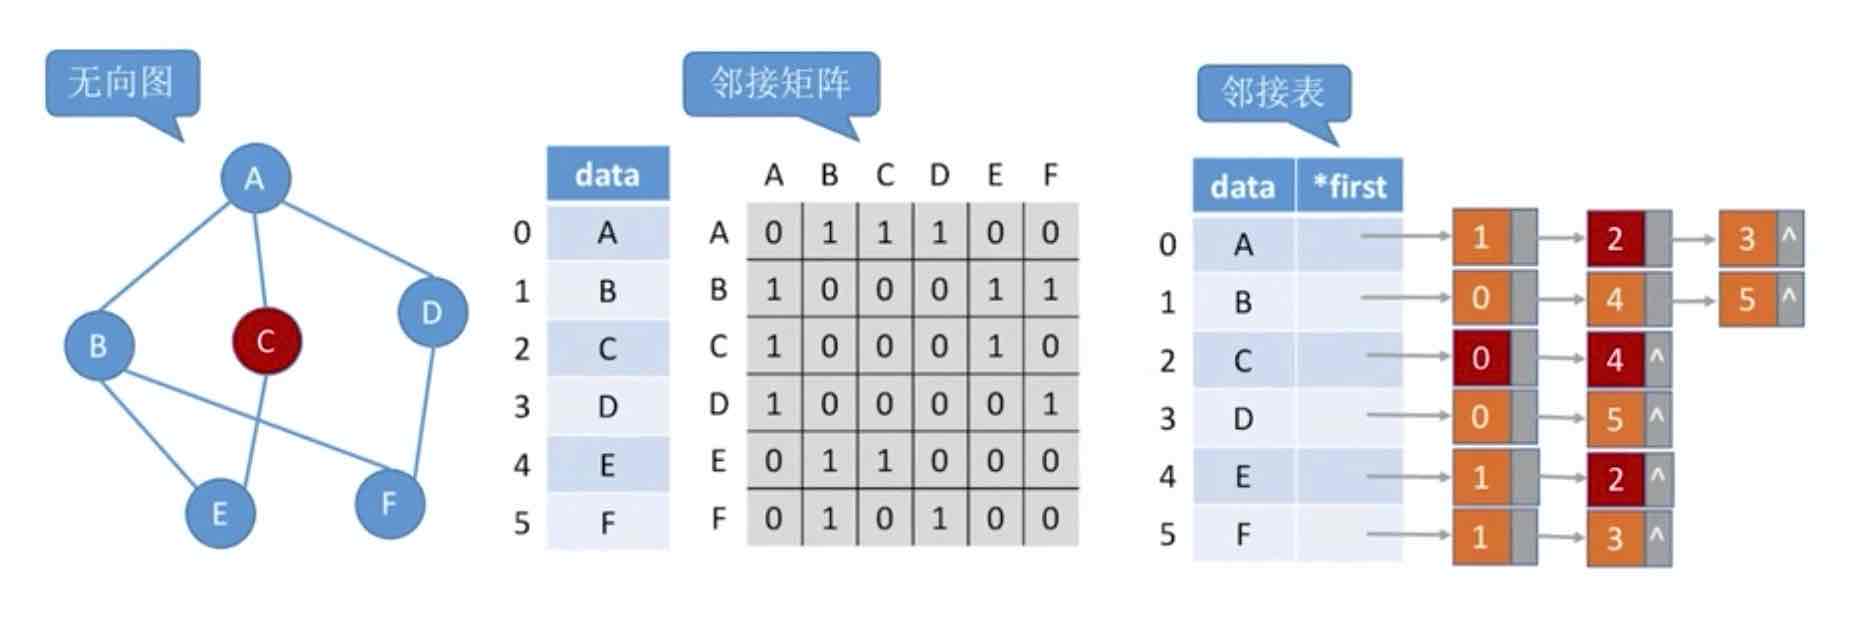 无向图
A
B
C
D
E
F
邻接矩阵
data
0 A
1 B
2 C
3 D
4 E
5 F
A B C D E F
A 0 1 1 1 0 0
B 1 0 0 0 1 1
C 1 0 0 0 1 0
D 1 0 0 0 0 1
E 0 1 1 0 0 0
F 0 1 0 1 0 0
邻接表
data *first
0 A 1 2 3 ^
1 B 0 4 5 ^
2 C 0 4 ^
3 D 0 5 ^
4 E 1 2 ^
5 F 1 3 ^